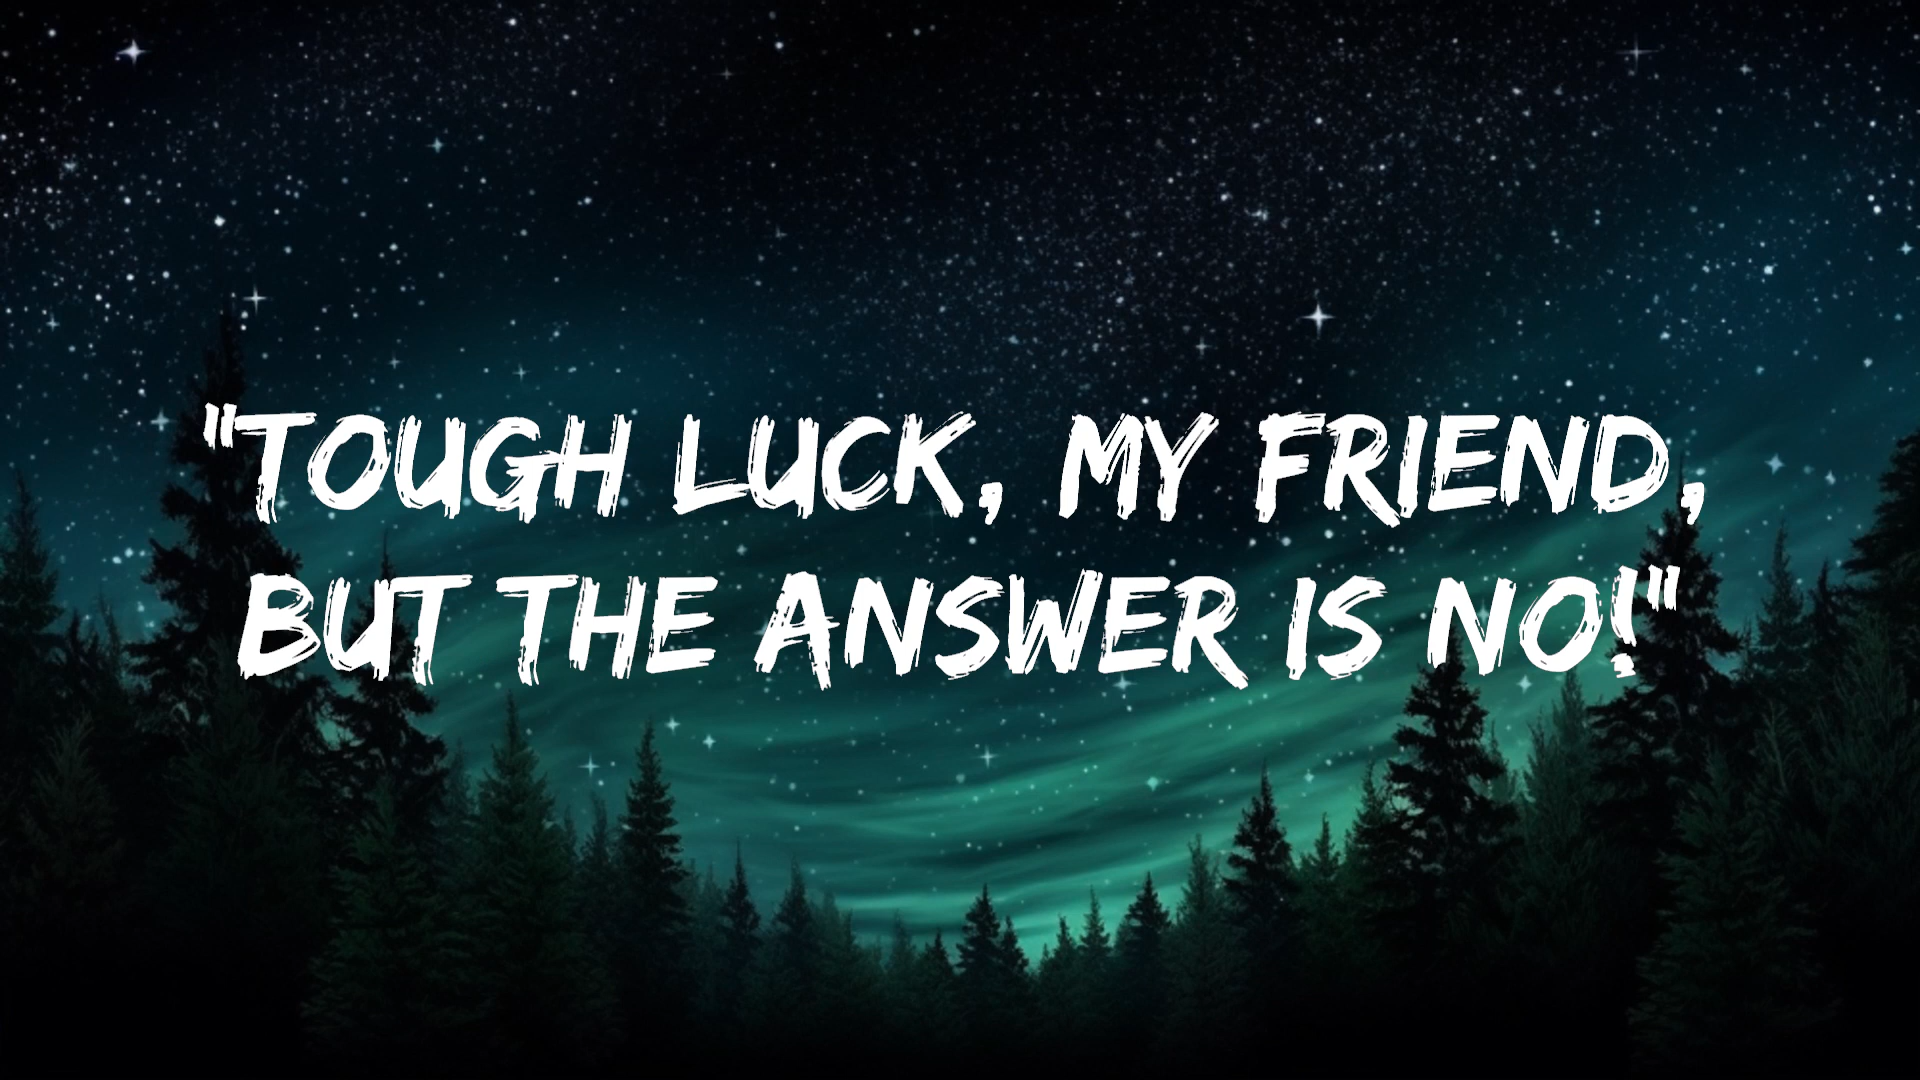 "TOUGH LUCK, MY FRIEND,
BUT THE ANSWER IS NO!"